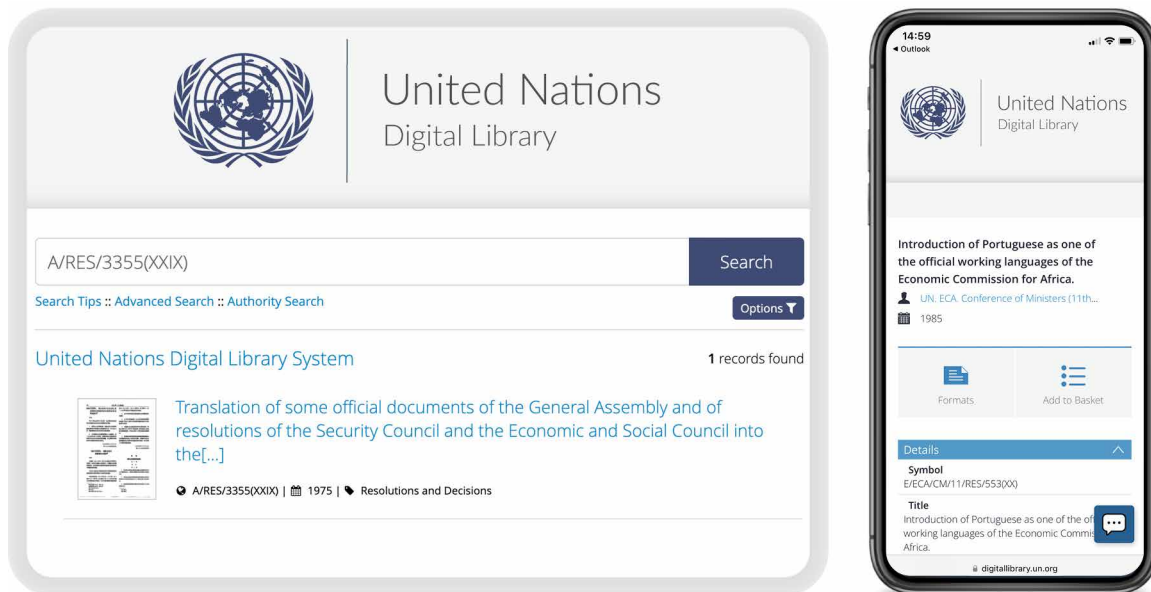 United Nations
Digital Library
A/RES/3355(XXIX)
Search
Search Tips :: Advanced Search :: Authority Search
Options
United Nations Digital Library System
1 records found
Translation of some official documents of the General Assembly and of
resolutions of the Security Council and the Economic and Social Council into
the[...]
A/RES/3355(XXIX) | 1975 | Resolutions and Decisions
14:59
Outlook
United Nations
Digital Library
Introduction of Portuguese as one of
the official working languages of the
Economic Commission for Africa.
UN. ECA. Conference of Ministers (11th...
1985
Formats
Add to Basket
Details
Symbol
E/ECA/CM/11/RES/553(XX)
Title
Introduction of Portuguese as one of the of
working languages of the Economic Commis
Africa.
digitallibrary.un.org